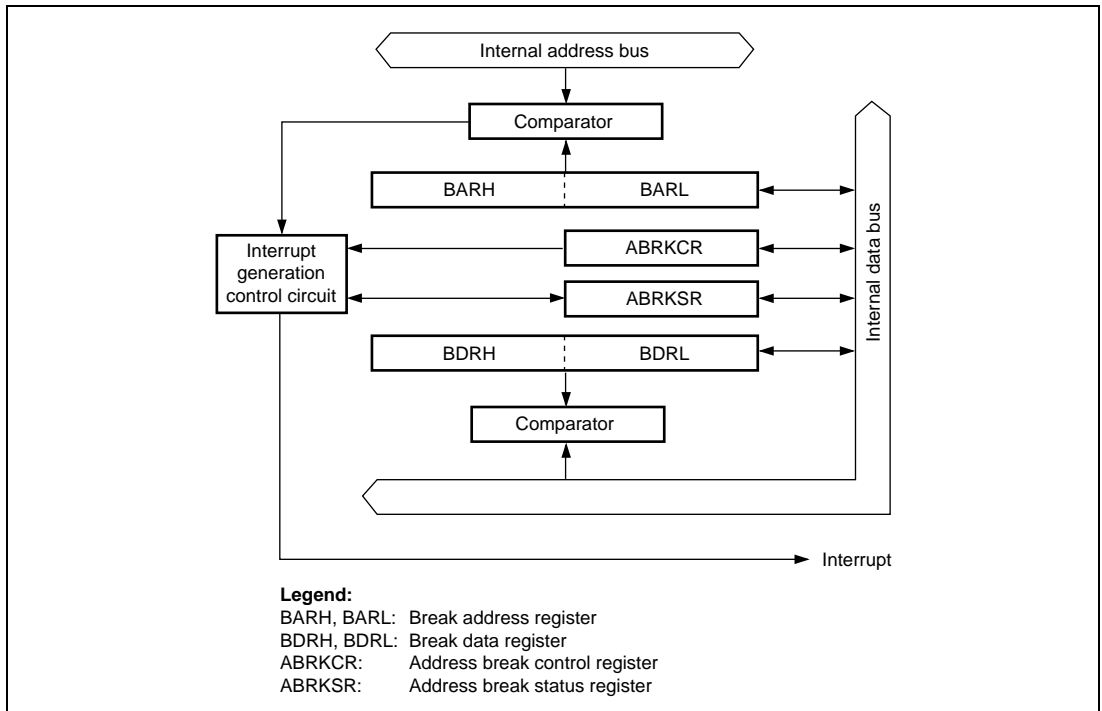 Internal address bus
Comparator
BARH BARL
Interrupt
generation
control circuit
ABRKCR
ABRKSR
Internal data bus
BDRH BDRL
Comparator
Interrupt
Legend:
BARH, BARL: Break address register
BDRH, BDRL: Break data register
ABRKCR: Address break control register
ABRKSR: Address break status register